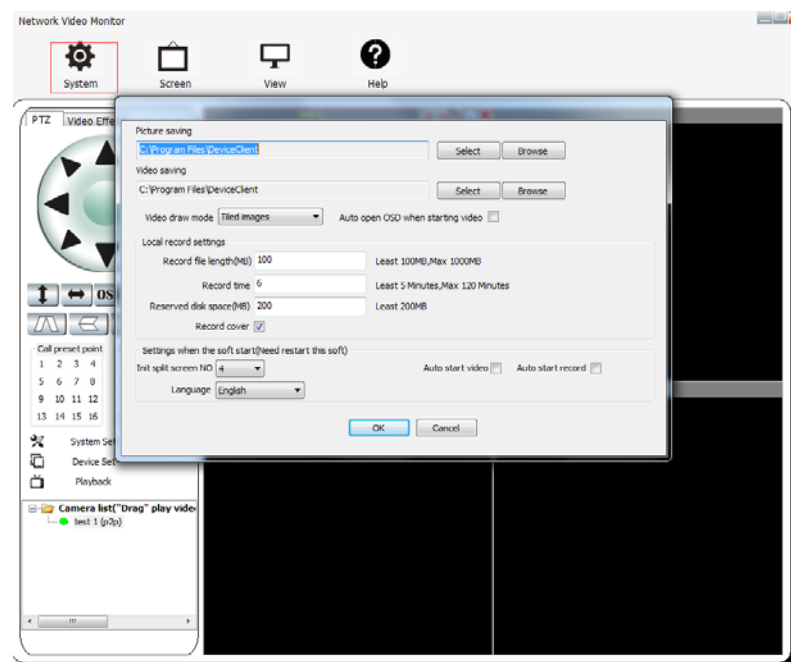 Network Video Monitor
System Screen View Help
PTZ Video Effe
Picture saving
C:\Program Files\DeviceClient Select Browse
Video saving
C:\Program Files\DeviceClient Select Browse
Video draw mode Tiled images Auto open OSD when starting video
Local record settings
Record file length(MB) 100 Least 100MB,Max 1000MB
Record time 6 Least 5 Minutes,Max 120 Minutes
Reserved disk space(MB) 200 Least 200MB
Record cover
OS
Settings when the soft start(Need restart this soft)
Init split screen NO 4 Auto start video Auto start record
Language English
OK Cancel
Call preset point
1 2 3 4
5 6 7 8
9 10 11 12
13 14 15 16
System Set
Device Set
Playback
Camera list("Drag" play video
test 1 (p2p)